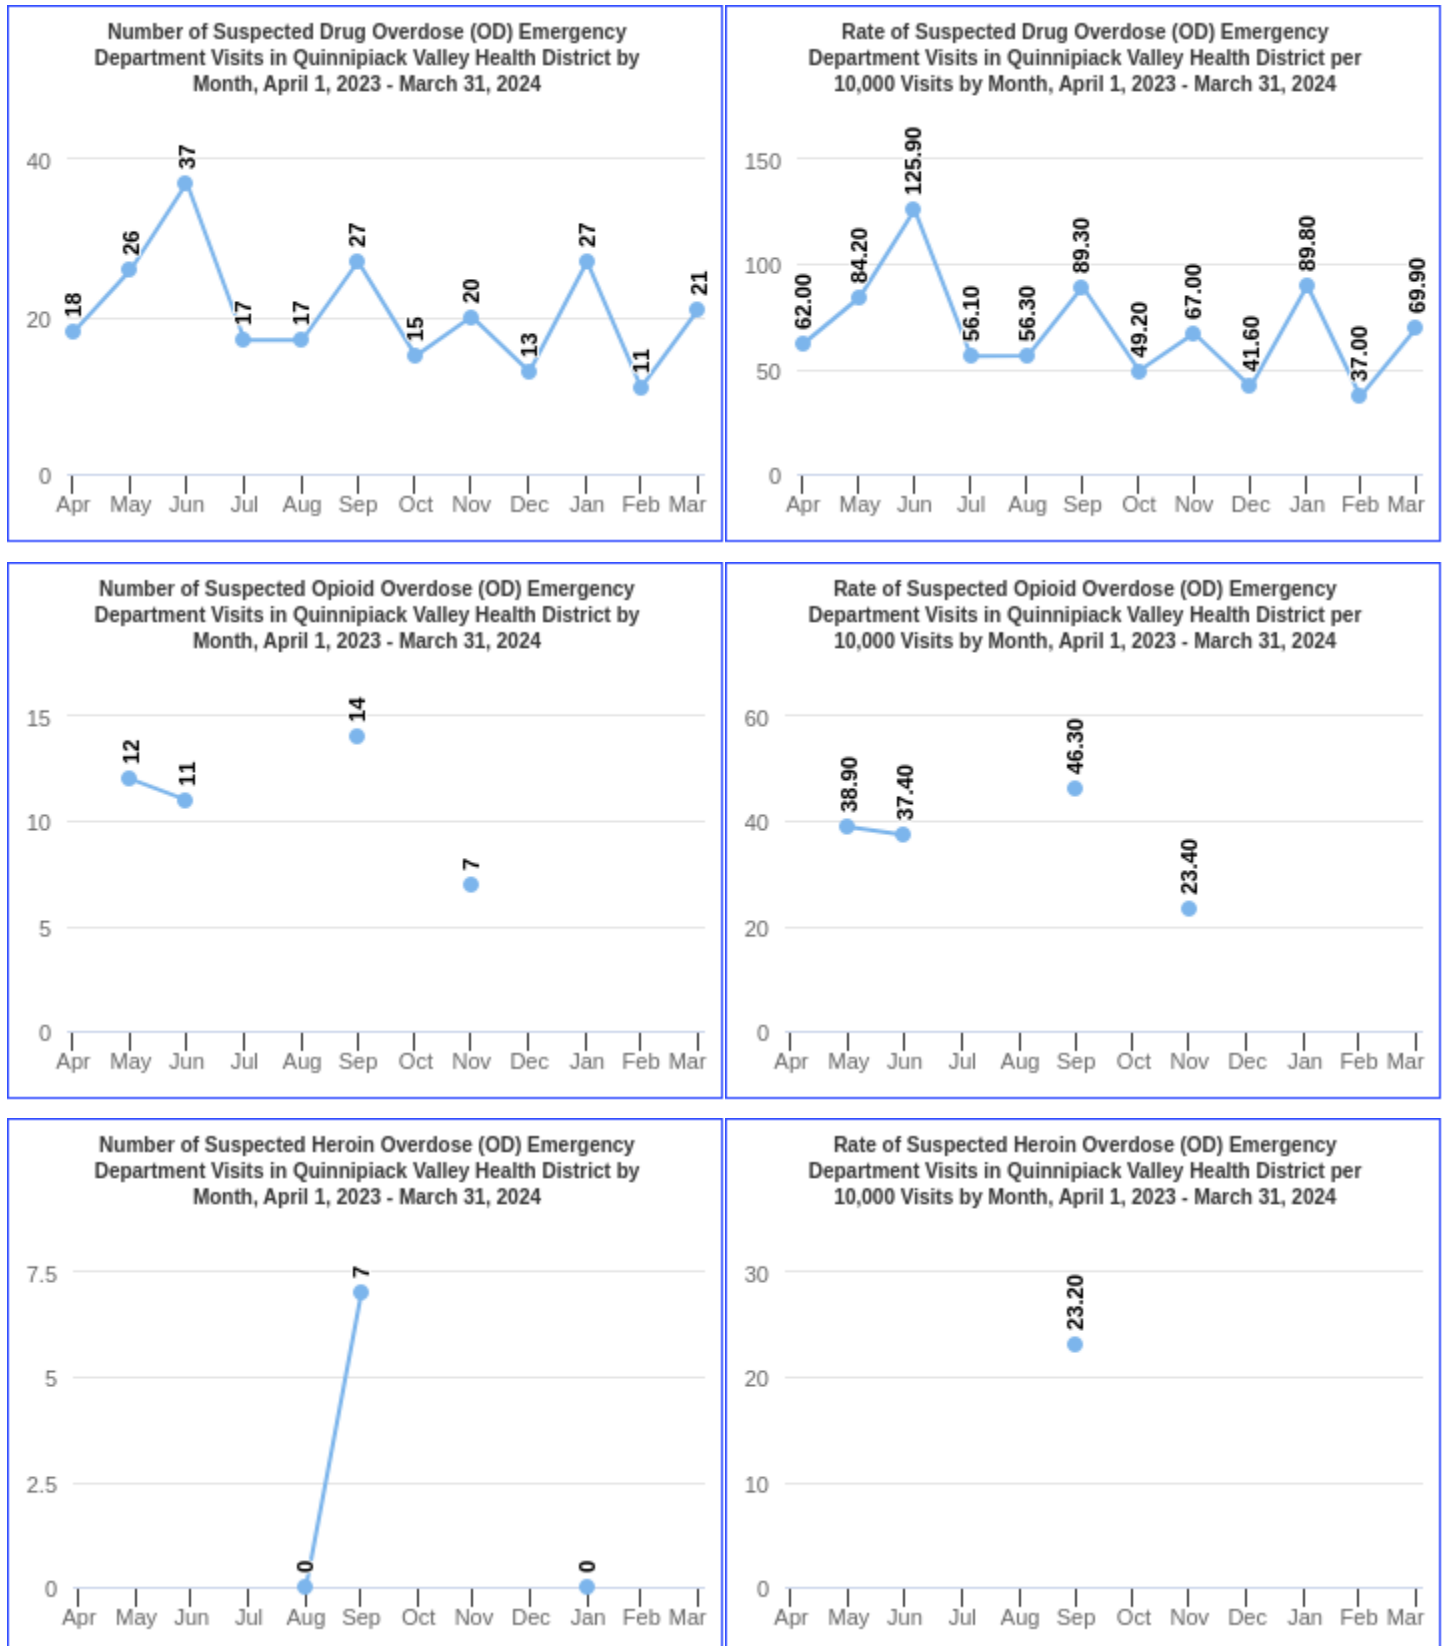 Number of Suspected Drug Overdose (OD) Emergency
Department Visits in Quinnipiack Valley Health District by
Month, April 1, 2023 - March 31, 2024
40
20
0
18
26
37
17
17
27
15
20
13
27
11
21
Apr May Jun Jul Aug Sep Oct Nov Dec Jan Feb Mar
Rate of Suspected Drug Overdose (OD) Emergency
Department Visits in Quinnipiack Valley Health District per
10,000 Visits by Month, April 1, 2023 - March 31, 2024
150
100
50
0
62.00
84.20
125.90
56.10
56.30
89.30
49.20
67.00
41.60
89.80
37.00
69.90
Apr May Jun Jul Aug Sep Oct Nov Dec Jan Feb Mar
Number of Suspected Opioid Overdose (OD) Emergency
Department Visits in Quinnipiack Valley Health District by
Month, April 1, 2023 - March 31, 2024
15
10
5
0
12
11
14
7
Apr May Jun Jul Aug Sep Oct Nov Dec Jan Feb Mar
Rate of Suspected Opioid Overdose (OD) Emergency
Department Visits in Quinnipiack Valley Health District per
10,000 Visits by Month, April 1, 2023 - March 31, 2024
60
40
20
0
38.90
37.40
46.30
23.40
Apr May Jun Jul Aug Sep Oct Nov Dec Jan Feb Mar
Number of Suspected Heroin Overdose (OD) Emergency
Department Visits in Quinnipiack Valley Health District by
Month, April 1, 2023 - March 31, 2024
7.5
5
2.5
0
0
7
0
Apr May Jun Jul Aug Sep Oct Nov Dec Jan Feb Mar
Rate of Suspected Heroin Overdose (OD) Emergency
Department Visits in Quinnipiack Valley Health District per
10,000 Visits by Month, April 1, 2023 - March 31, 2024
30
20
10
0
23.20
Apr May Jun Jul Aug Sep Oct Nov Dec Jan Feb Mar